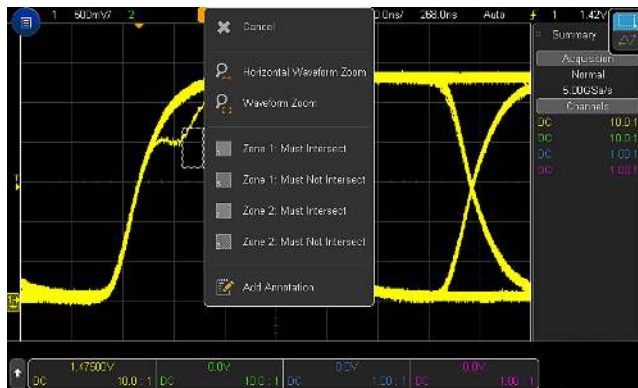 1 500mV/ 2 0.0ns/ 268.0ns Auto 1 1.42V
Cancel
Horizontal Waveform Zoom
Waveform Zoom
Zone 1: Must Intersect
Zone 1: Must Not Intersect
Zone 2: Must Intersect
Zone 2: Must Not Intersect
Add Annotation
Summary
Acquisition
Normal
5.00GSa/s
Channels
DC 10.0:1
DC 10.0:1
DC 1.00:1
DC 1.00:1
1.47500V 0.0V 0.0V 0.0V
DC 10.0:1 DC 10.0:1 DC 1.00:1 DC 1.00:1